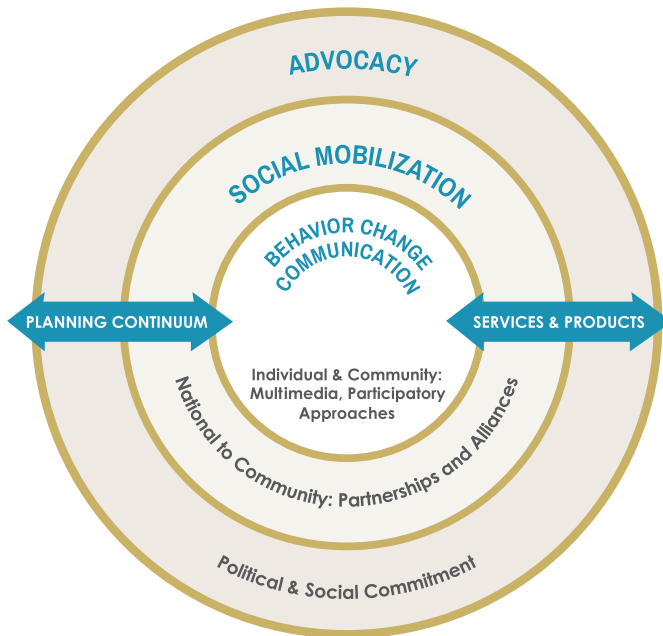 ADVOCACY
SOCIAL MOBILIZATION
BEHAVIOR CHANGE
COMMUNICATION
PLANNING CONTINUUM
SERVICES & PRODUCTS
Individual & Community:
Multimedia, Participatory
Approaches
National to Community: Partnerships and Alliances
Political & Social Commitment